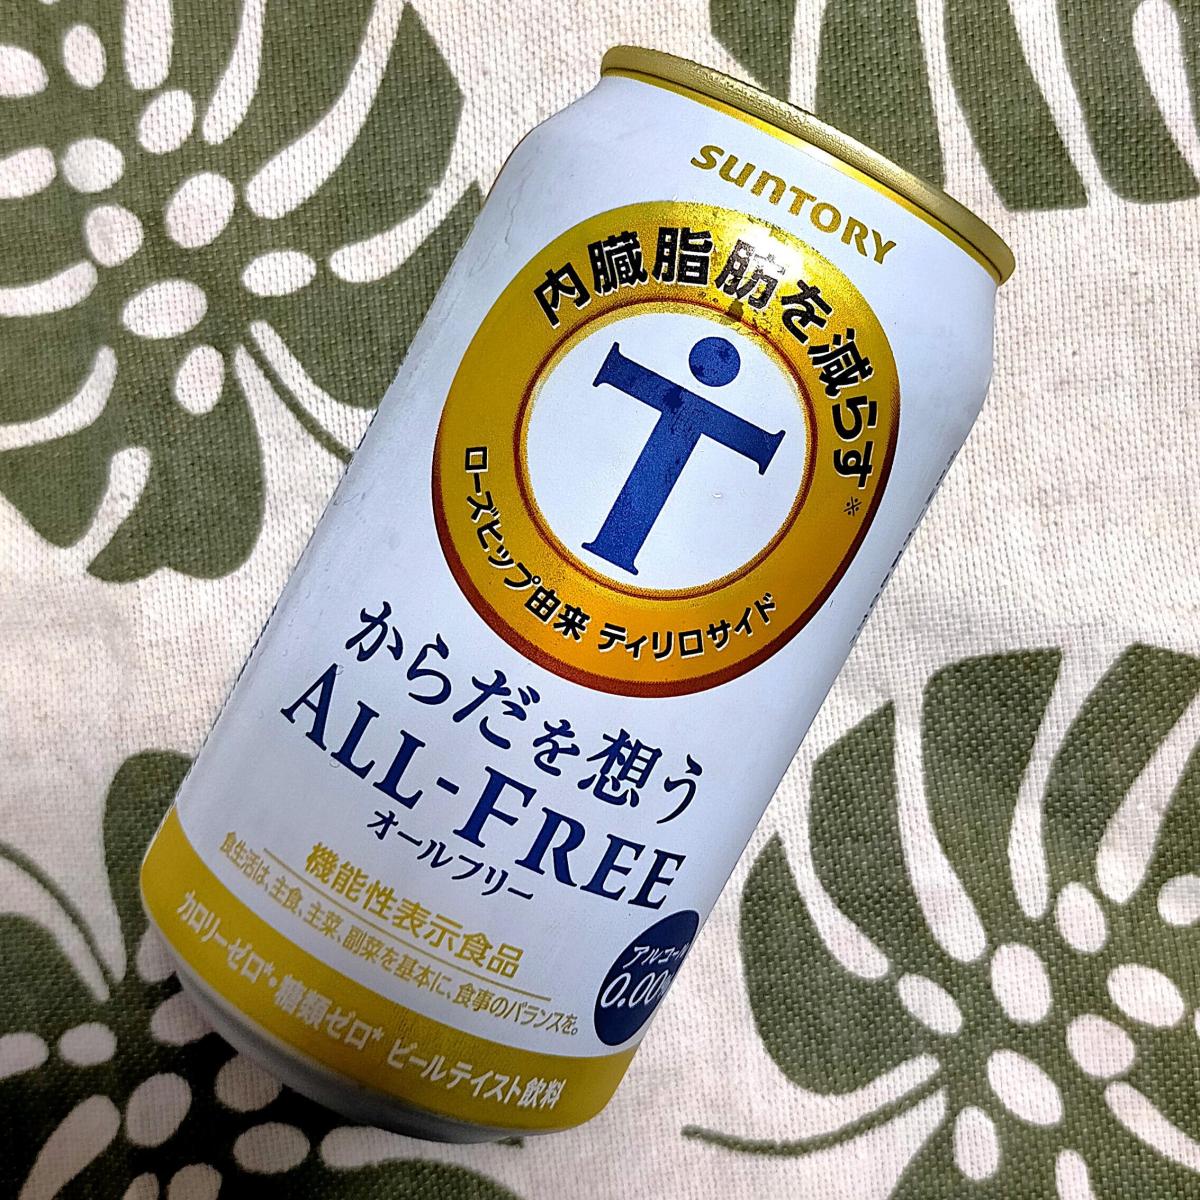 SUNTORY
内臓脂肪を減らす※
ローズヒップ由来 ティリロサイド
からだを想う
ALL-FREE
オールフリー
機能性表示食品
食生活は、主食、主菜、副菜を基本に、食事のバランスを。
アルコール
0.00%
カロリーゼロ*・糖類ゼロ* ビールテイスト飲料